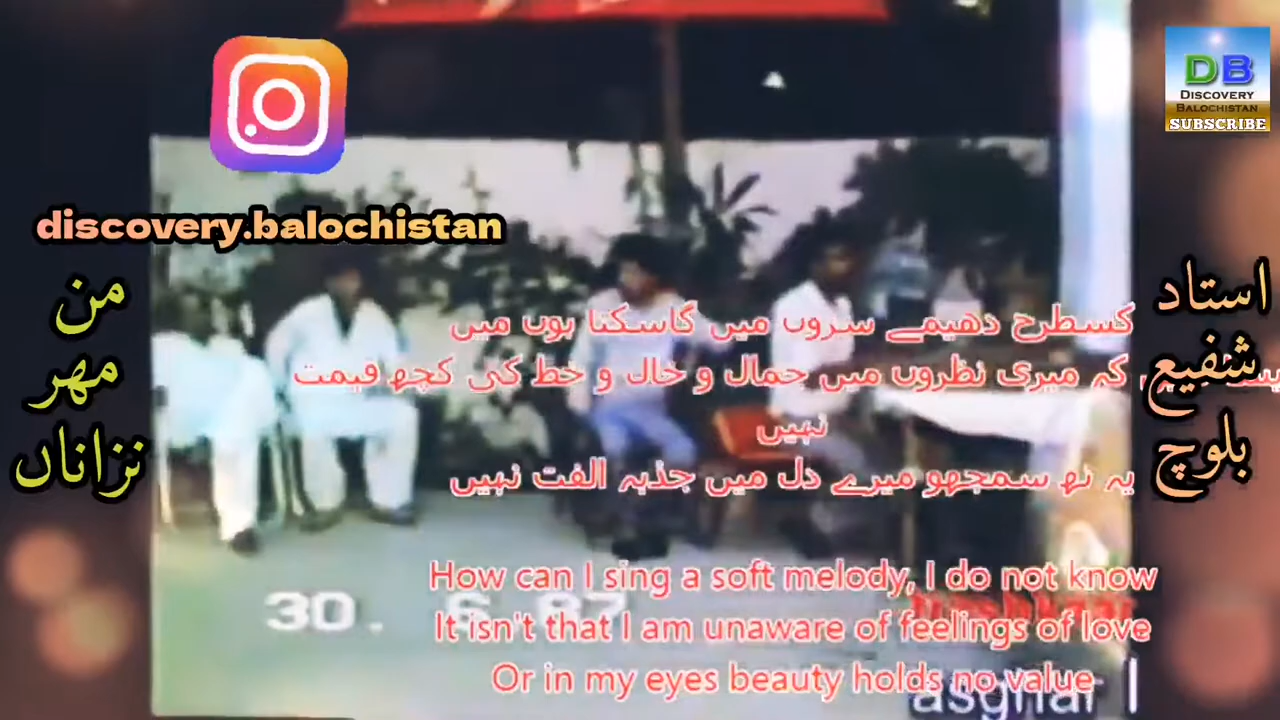 DB
DISCOVERY
BALOCHISTAN
SUBSCRIBE
discovery.balochistan
من
مهر
نزاناں
استاد
شفیع
بلوچ
کسطرح دھیمے سروں میں گاسکتا ہوں میں
کہ میری نظروں میں جمال و خال و خط کی کچھ قیمت
نہیں
یہ نہ سمجھو میرے دل میں جذبہ الفت نہیں
How can I sing a soft melody, I do not know
It isn't that I am unaware of feelings of love
Or in my eyes beauty holds no value
30. 6. 87
asghar l